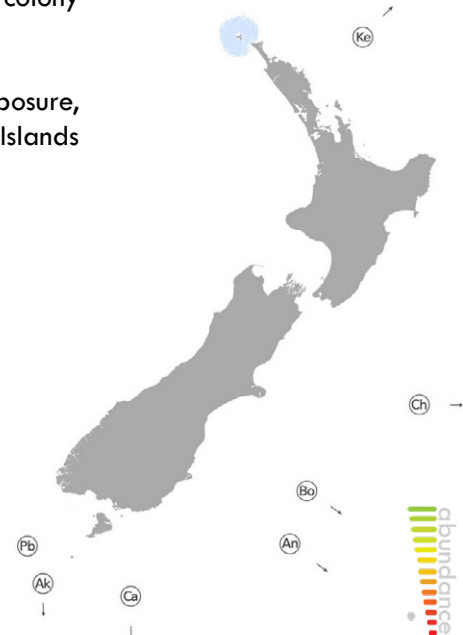 colony
posure,
Islands
Ke
Ch
Bo
An
Pb
Ak
Ca
abundance